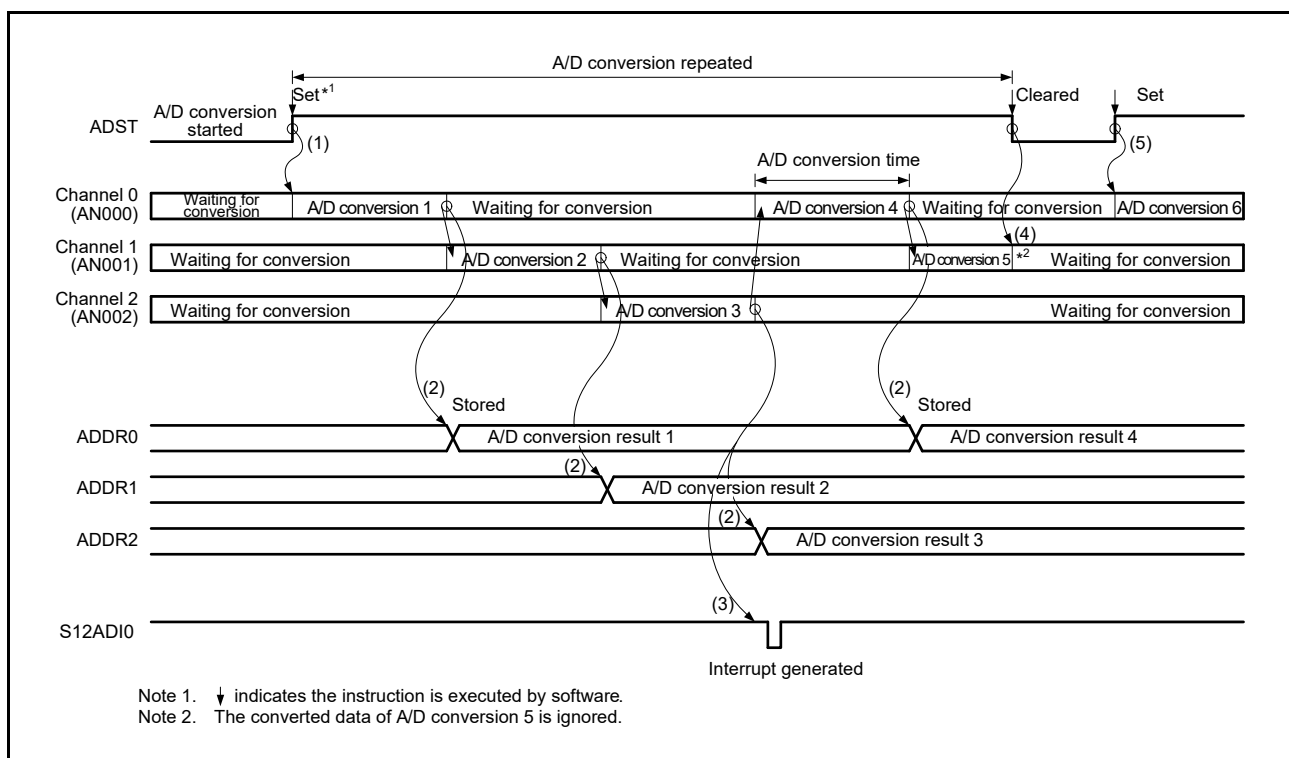 A/D conversion repeated
Set*1
Cleared
Set
ADST
A/D conversion
started
(1)
(5)
A/D conversion time
Channel 0
(AN000)
Waiting for
conversion
A/D conversion 1
Waiting for conversion
A/D conversion 4
Waiting for conversion
A/D conversion 6
(4)
Channel 1
(AN001)
Waiting for conversion
A/D conversion 2
Waiting for conversion
A/D conversion 5
*2
Waiting for conversion
Channel 2
(AN002)
Waiting for conversion
A/D conversion 3
Waiting for conversion
(2)
Stored
(2)
Stored
ADDR0
A/D conversion result 1
A/D conversion result 4
(2)
ADDR1
A/D conversion result 2
(2)
ADDR2
A/D conversion result 3
(3)
S12ADI0
Interrupt generated
Note 1. ↓ indicates the instruction is executed by software.
Note 2. The converted data of A/D conversion 5 is ignored.